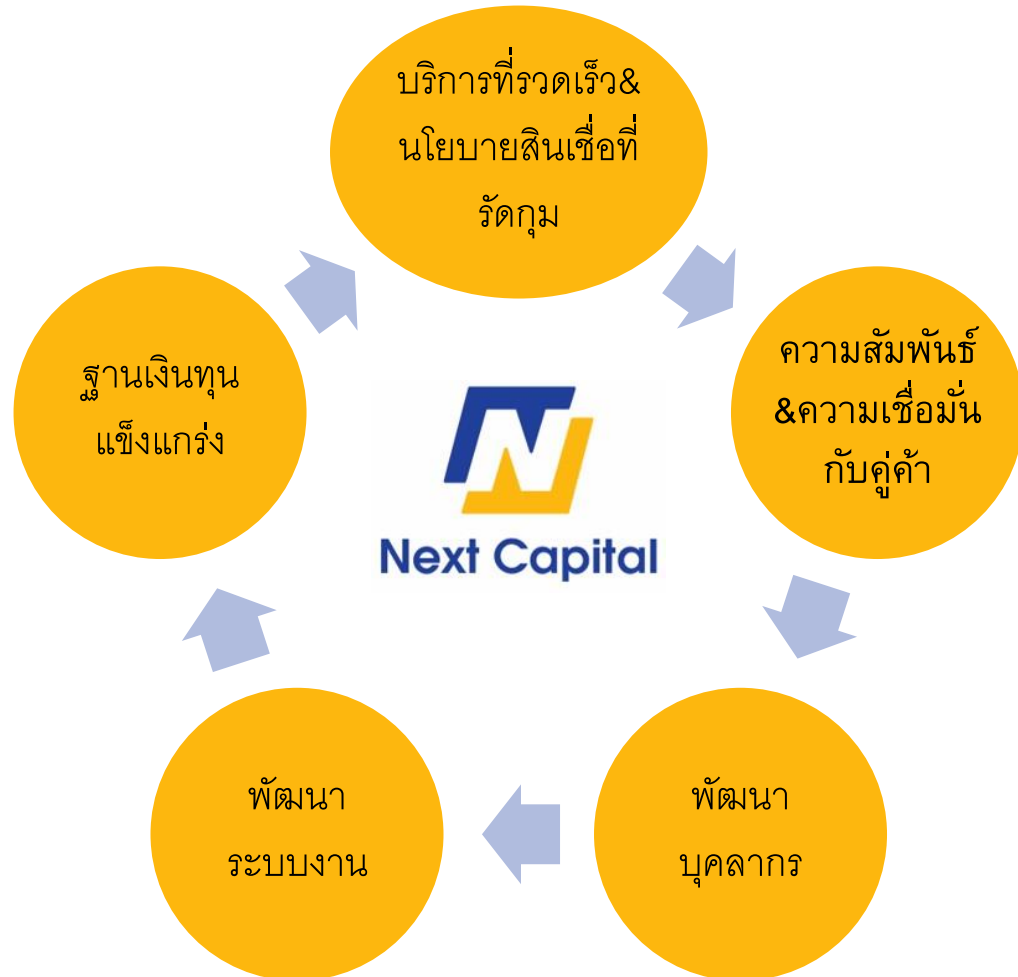 บริการที่รวดเร็ว&
นโยบายสินเชื่อที่
รัดกุม
ความสัมพันธ์
&ความเชื่อมั่น
กับคู่ค้า
พัฒนา
บุคลากร
พัฒนา
ระบบงาน
ฐานเงินทุน
แข็งแกร่ง
Next Capital